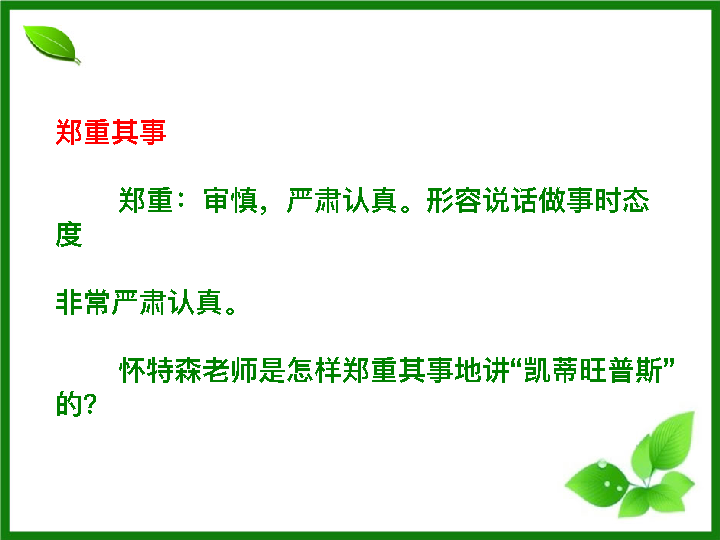 郑重其事
郑重：审慎，严肃认真。形容说话做事时态
度
非常严肃认真。
怀特森老师是怎样郑重其事地讲“凯蒂旺普斯”
的？